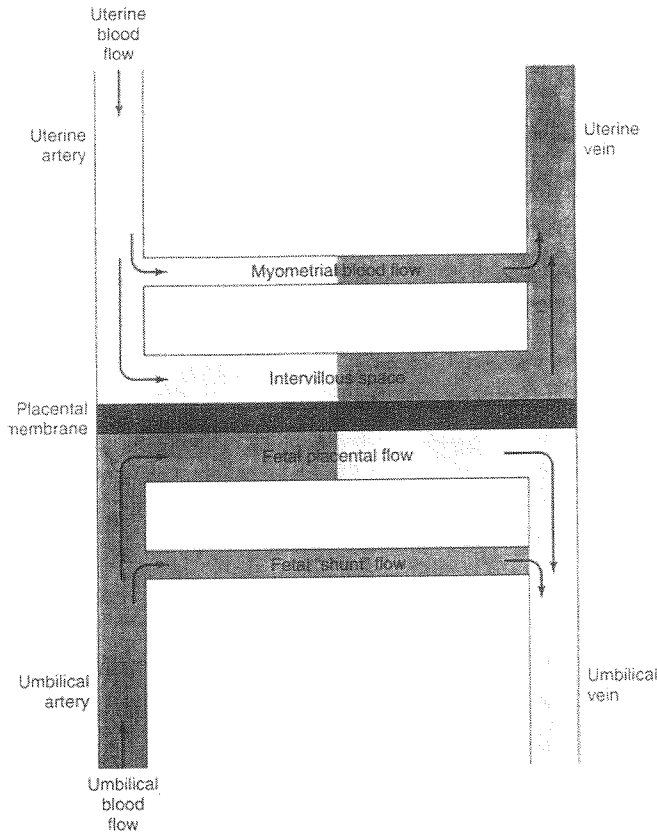 Uterine
blood
flow
Uterine
artery
Uterine
vein
Myometrial blood flow
Intervillous space
Placental
membrane
Fetal placental flow
Fetal "shunt" flow
Umbilical
artery
Umbilical
vein
Umbilical
blood
flow